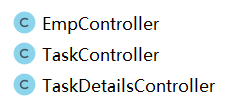 C EmpController
C TaskController
C TaskDetailsController